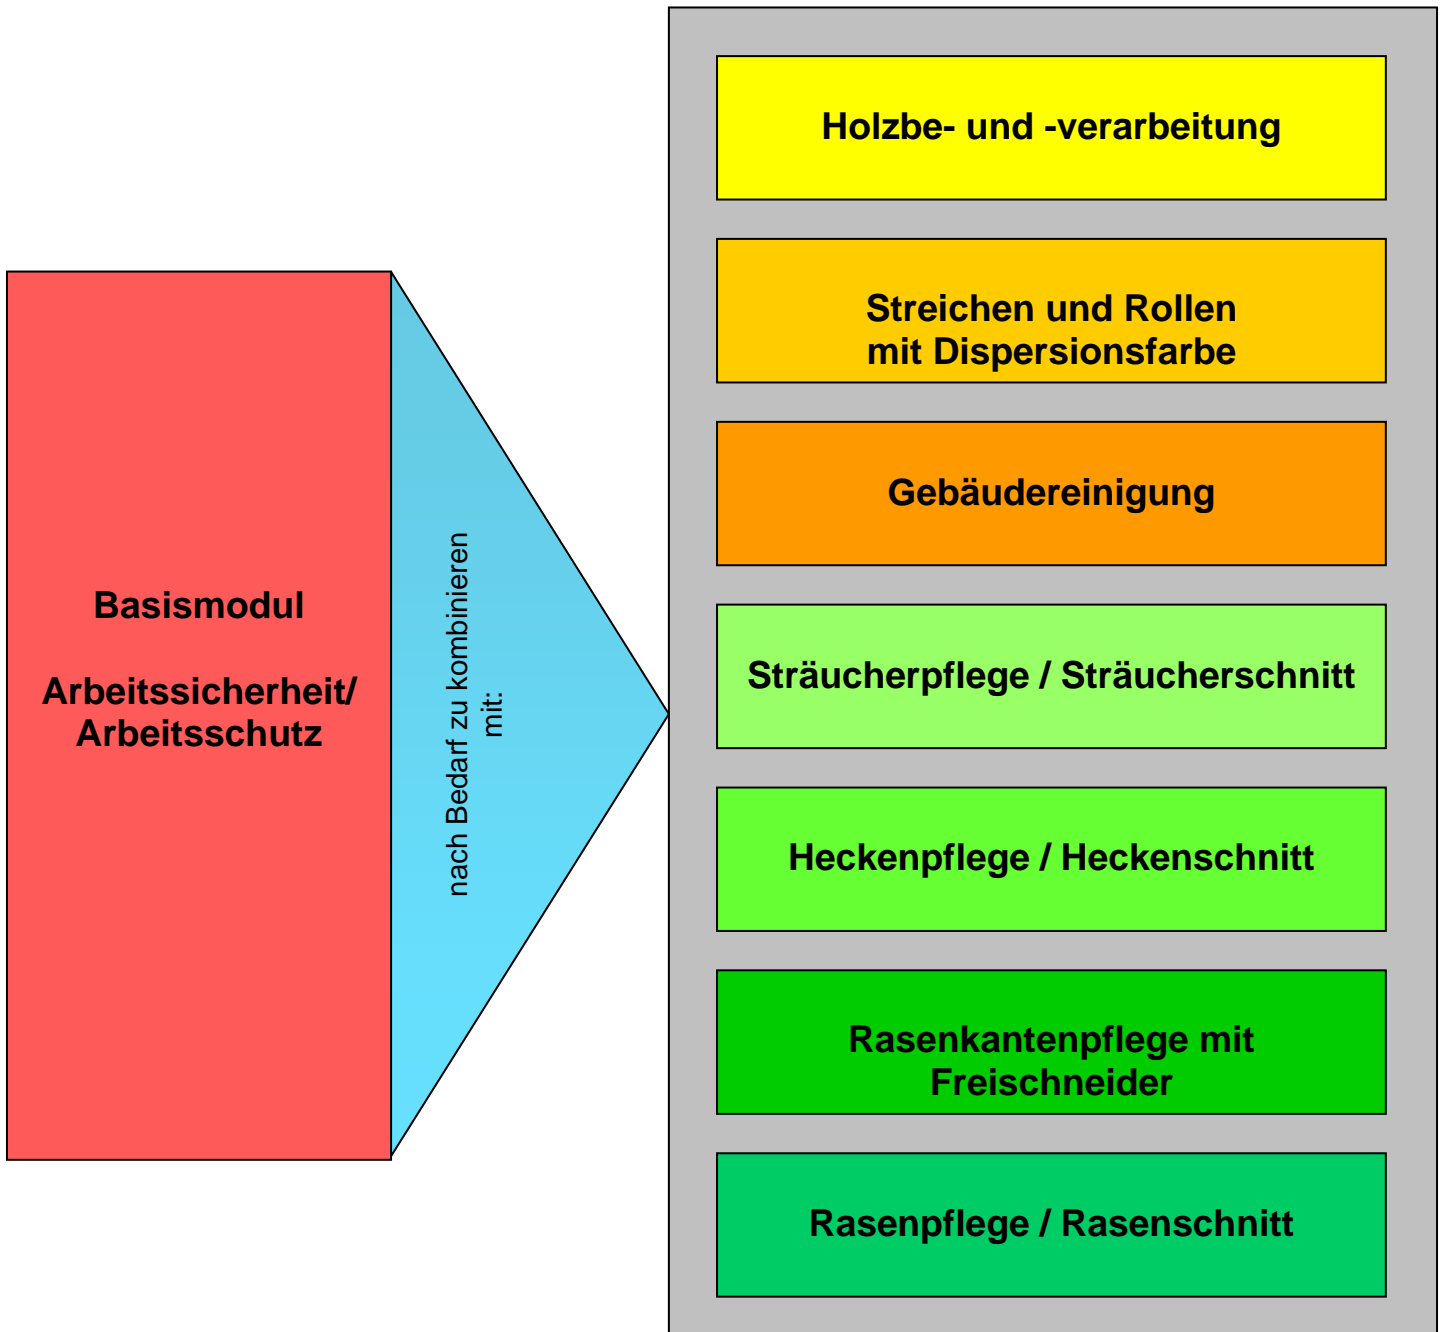 Basismodul
Arbeitssicherheit/
Arbeitsschutz
nach Bedarf zu kombinieren
mit:
Holzbe- und -verarbeitung
Streichen und Rollen
mit Dispersionsfarbe
Gebäudereinigung
Sträucherpflege / Sträucherschnitt
Heckenpflege / Heckenschnitt
Rasenkantenpflege mit
Freischneider
Rasenpflege / Rasenschnitt